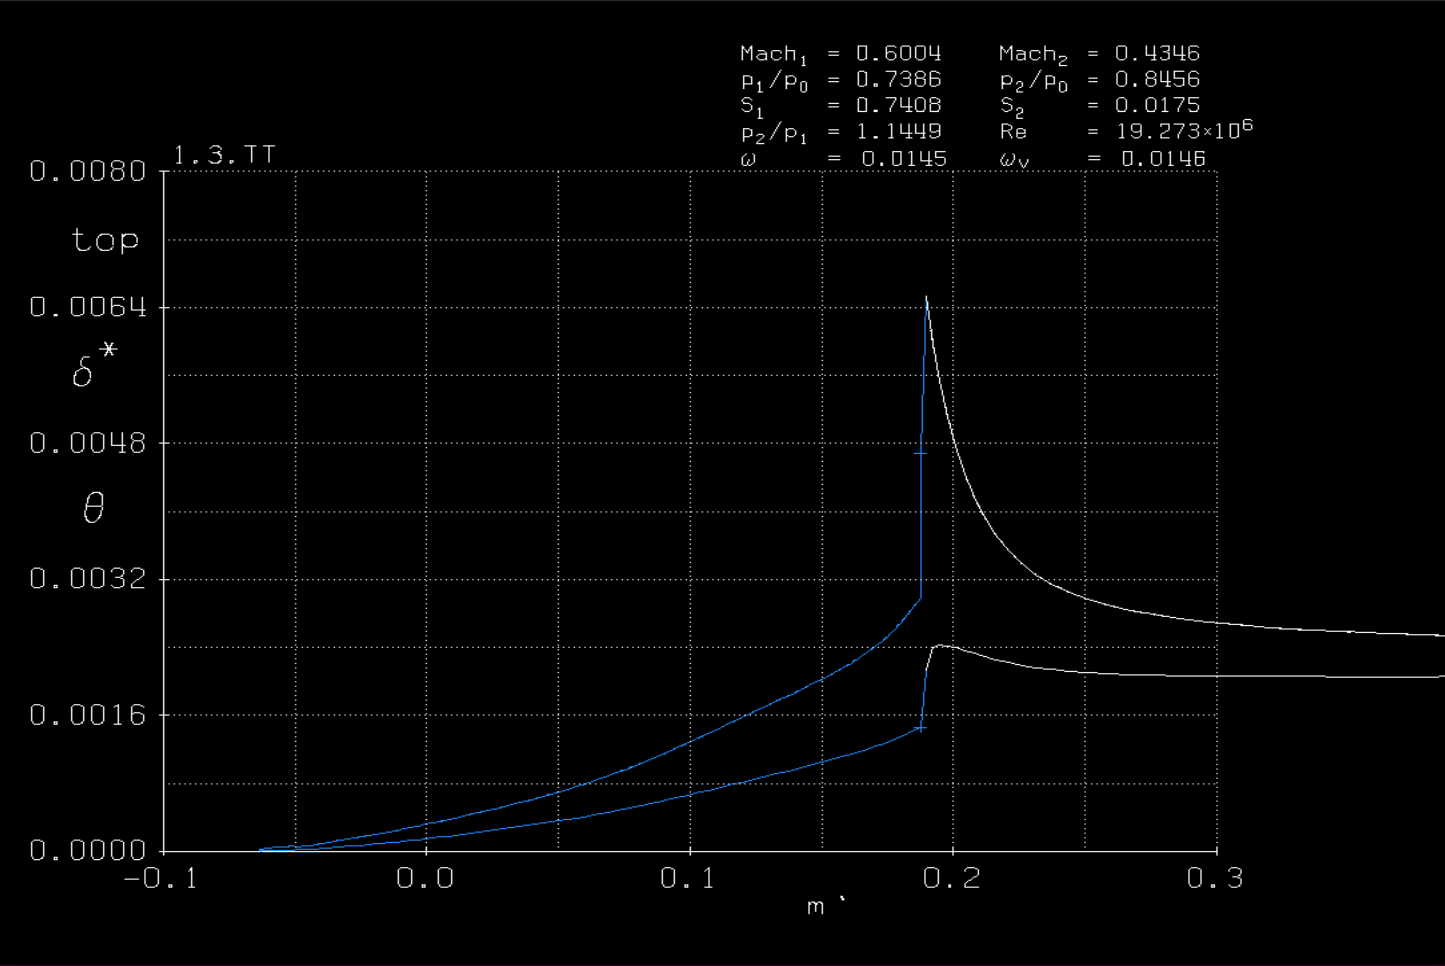 Mach₁ = 0.6004 Mach₂ = 0.4346
p₁/p₀ = 0.7386 p₂/p₀ = 0.8456
S₁ = 0.7408 S₂ = 0.0175
p₂/p₁ = 1.1449 Re = 19.273×10⁶
ω = 0.0145 ωᵥ = 0.0146
1.3.TT
0.0080
top
0.0064
δ*
0.0048
θ
0.0032
0.0016
0.0000
-0.1 0.0 0.1 0.2 0.3
m'